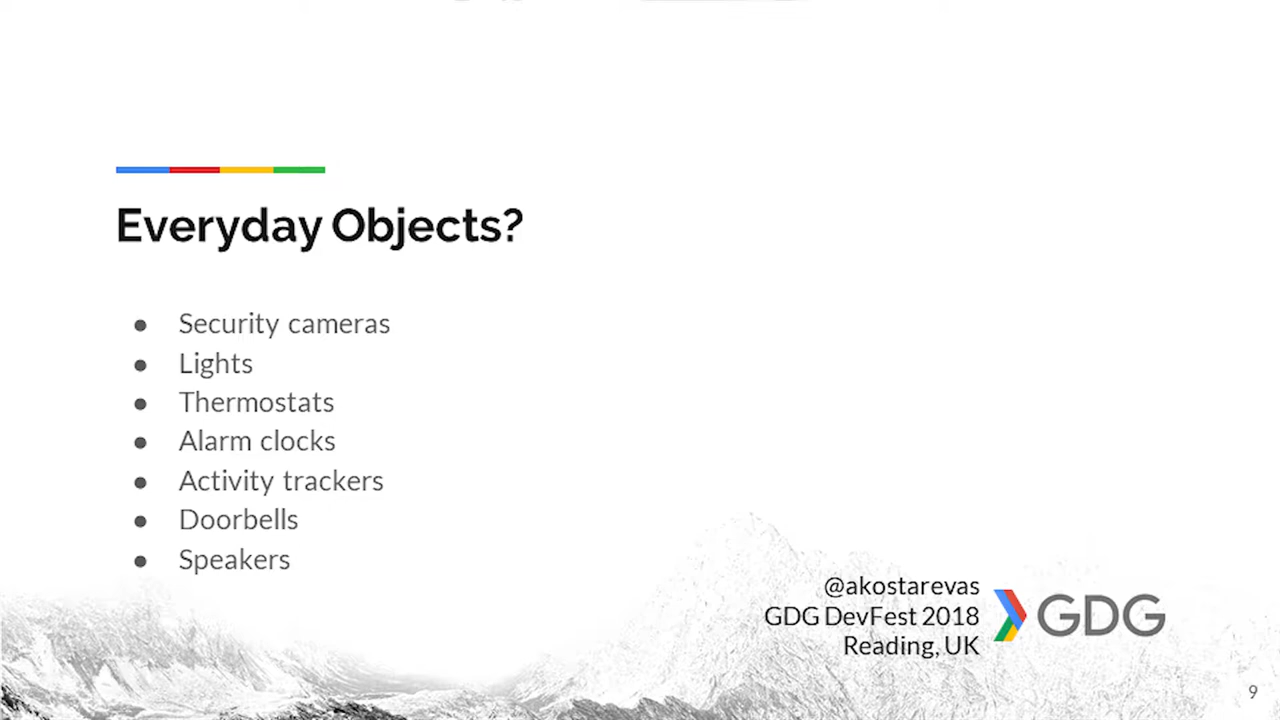 Everyday Objects?
● Security cameras
● Lights
● Thermostats
● Alarm clocks
● Activity trackers
● Doorbells
● Speakers
@akostarevas
GDG DevFest 2018
Reading, UK
GDG
9